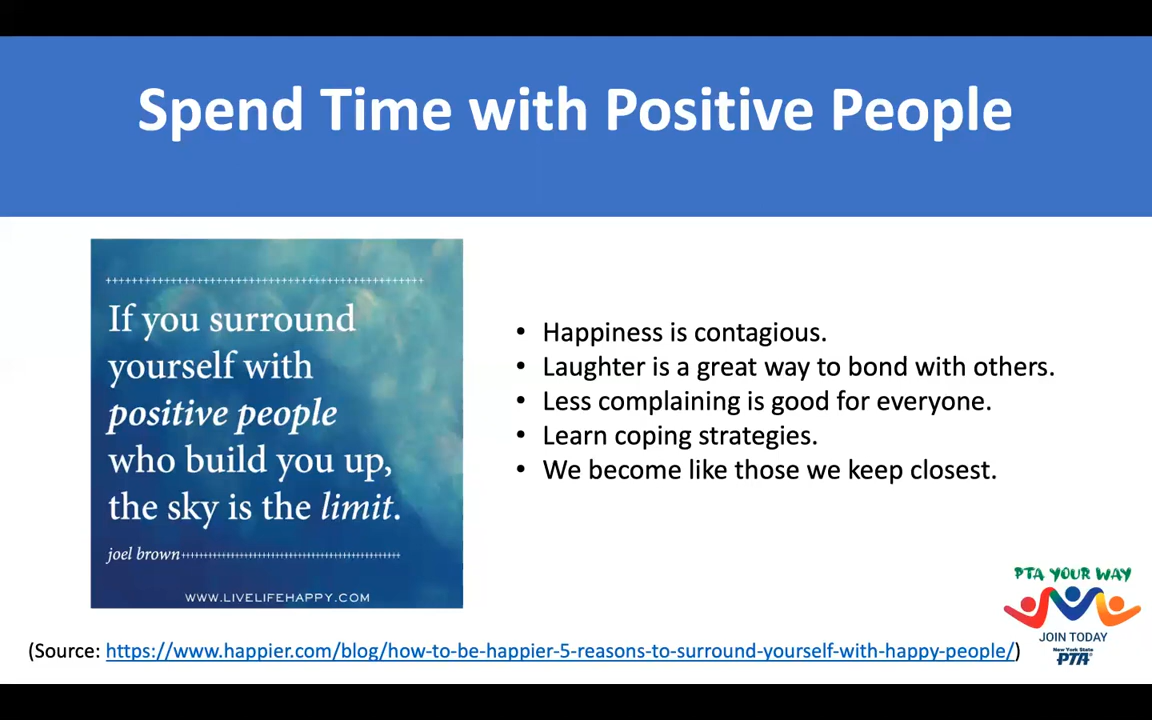 Spend Time with Positive People
If you surround
yourself with
positive people
who build you up,
the sky is the limit.
joel brown
WWW.LIVELIFEHAPPY.COM
• Happiness is contagious.
• Laughter is a great way to bond with others.
• Less complaining is good for everyone.
• Learn coping strategies.
• We become like those we keep closest.
PTA YOUR WAY
JOIN TODAY
New York State
PTA®
(Source: https://www.happier.com/blog/how-to-be-happier-5-reasons-to-surround-yourself-with-happy-people/)